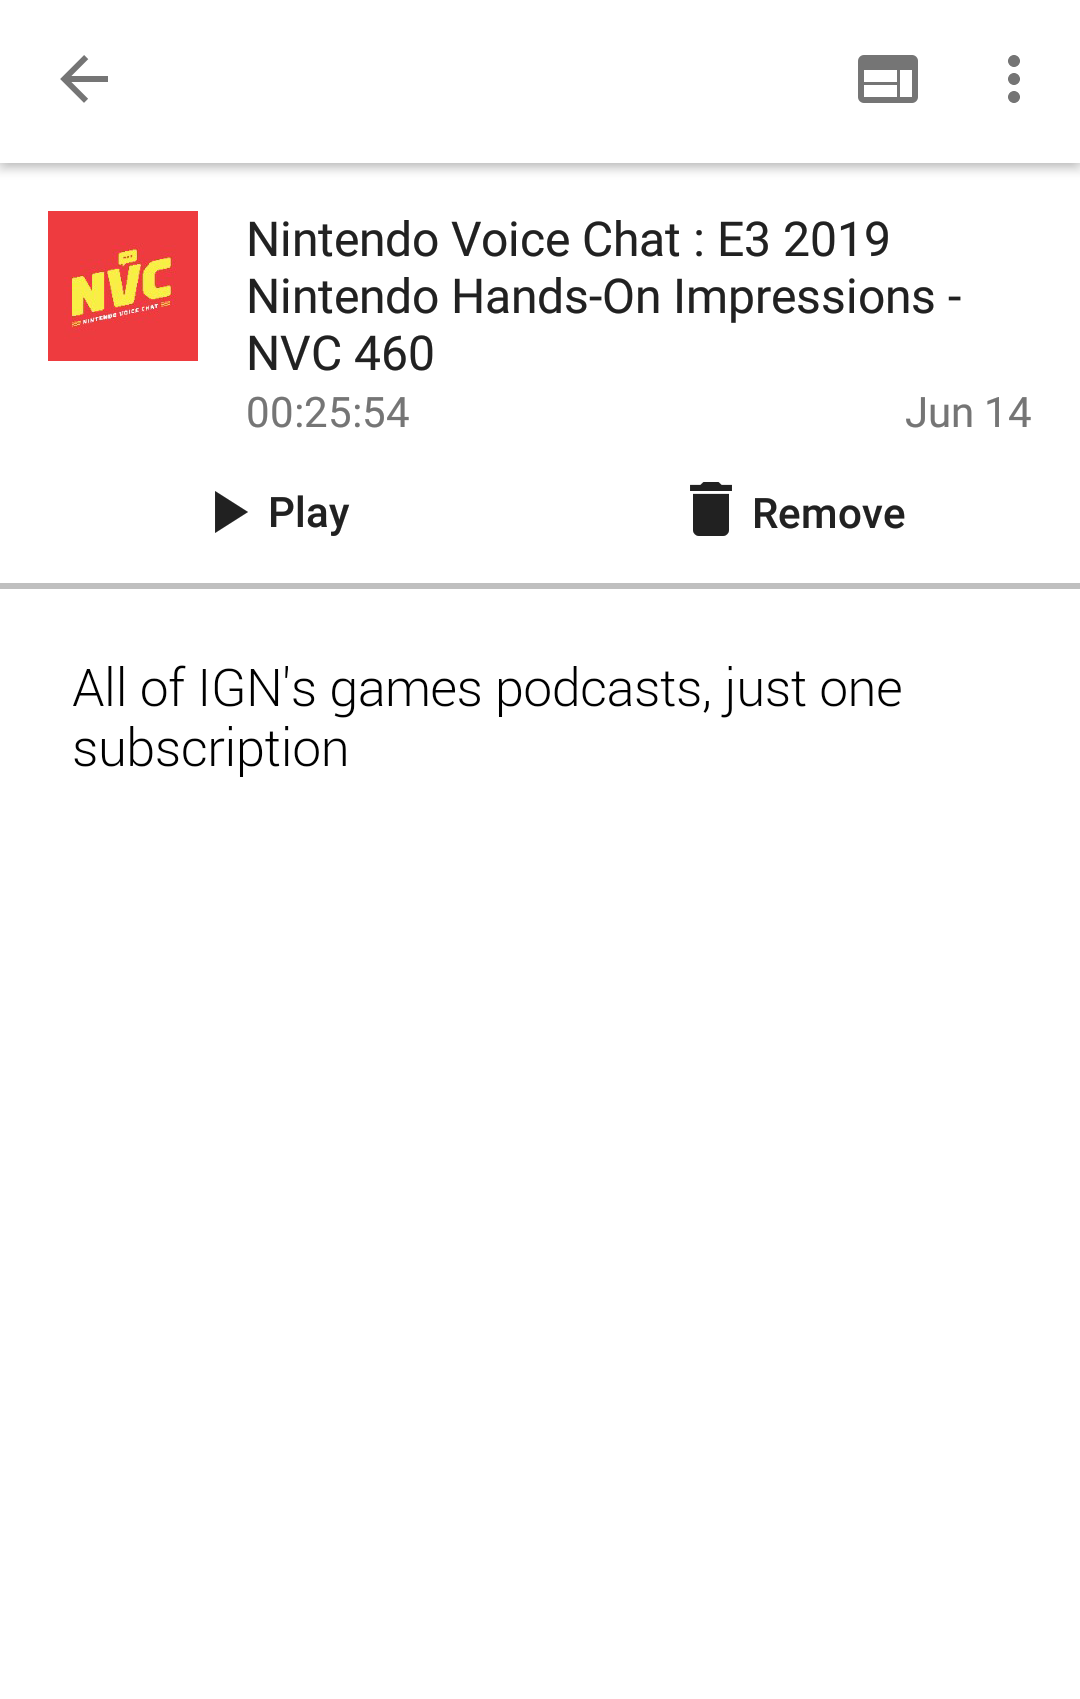 NVC
NINTENDO VOICE CHAT
Nintendo Voice Chat : E3 2019
Nintendo Hands-On Impressions -
NVC 460
00:25:54
Jun 14
Play
Remove
All of IGN's games podcasts, just one
subscription